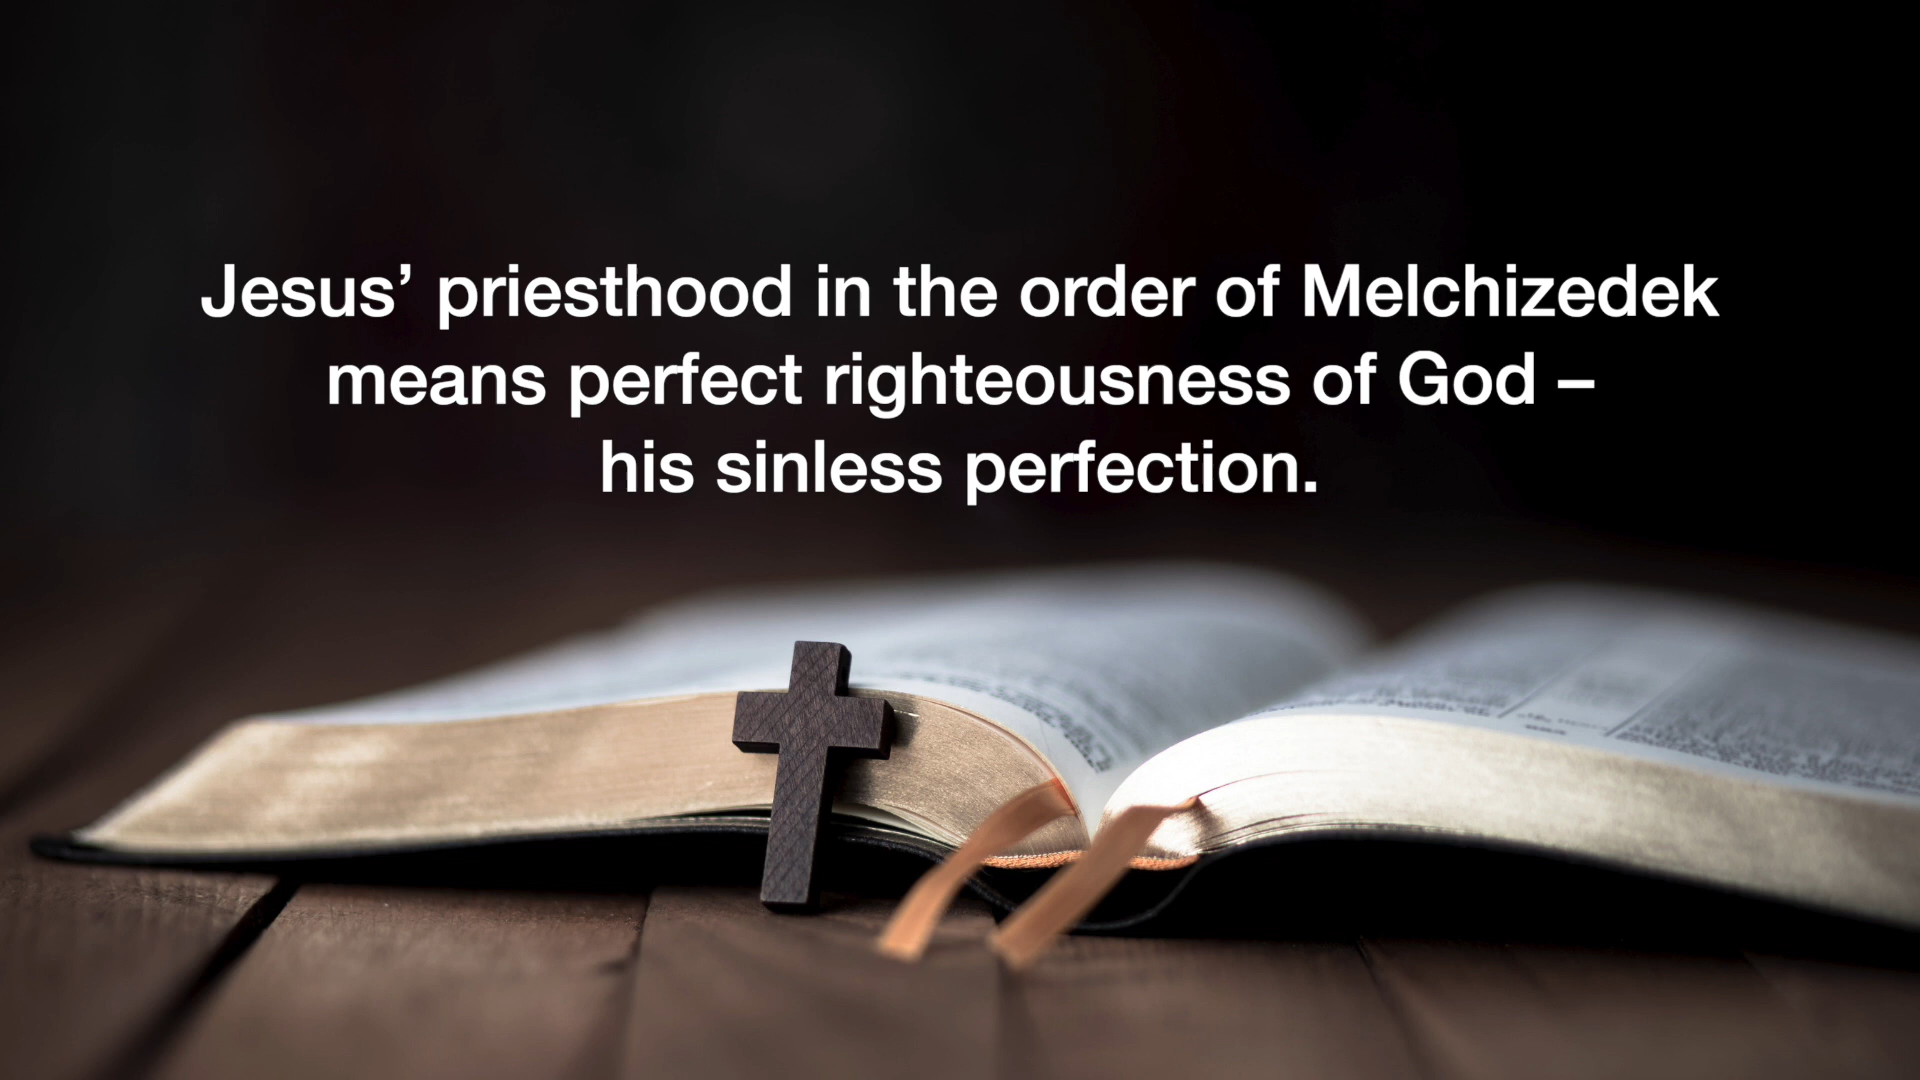 Jesus’ priesthood in the order of Melchizedek
means perfect righteousness of God –
his sinless perfection.